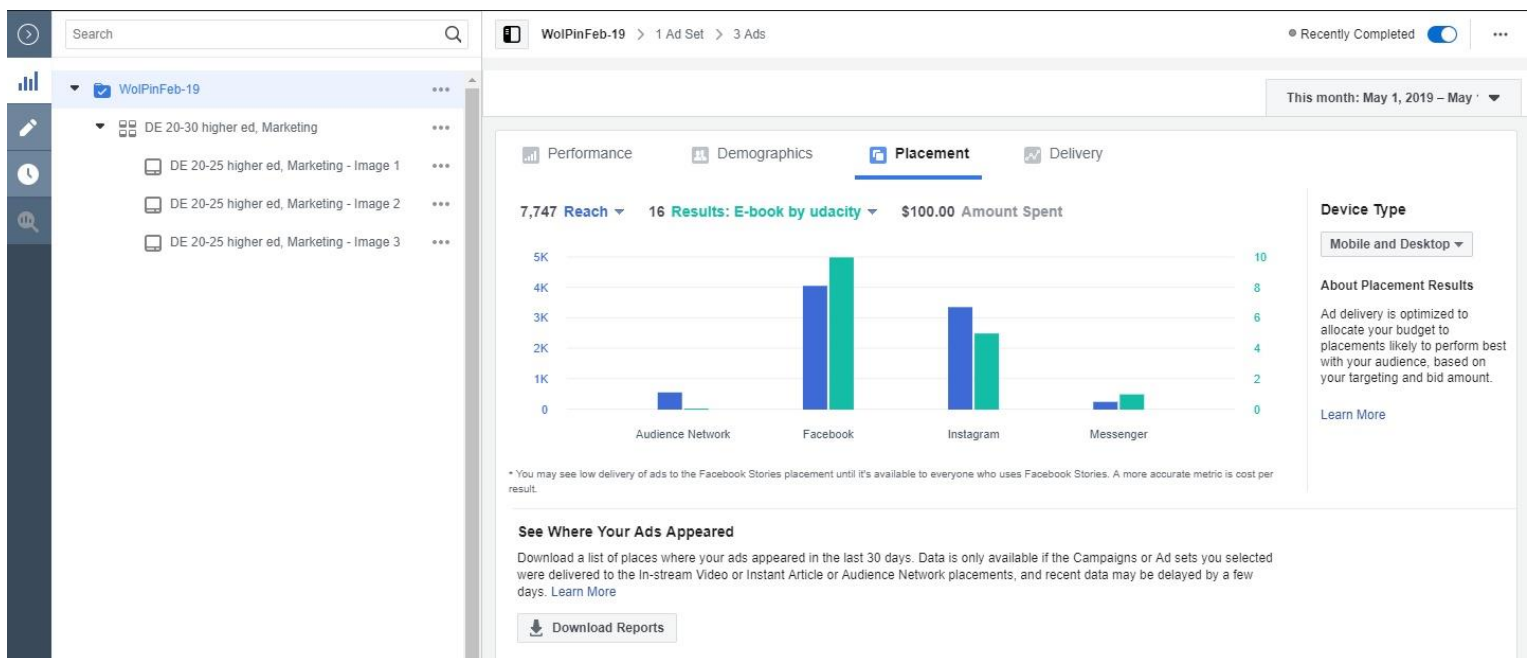 Search
WolPinFeb-19 > 1 Ad Set > 3 Ads
Recently Completed
WolPinFeb-19
DE 20-30 higher ed, Marketing
DE 20-25 higher ed, Marketing - Image 1
DE 20-25 higher ed, Marketing - Image 2
DE 20-25 higher ed, Marketing - Image 3
This month: May 1, 2019 – May
Performance
Demographics
Placement
Delivery
7,747 Reach
16 Results: E-book by udacity
$100.00 Amount Spent
5K
4K
3K
2K
1K
0
10
8
6
4
2
0
Audience Network
Facebook
Instagram
Messenger
* You may see low delivery of ads to the Facebook Stories placement until it's available to everyone who uses Facebook Stories. A more accurate metric is cost per
result.
Device Type
Mobile and Desktop
About Placement Results
Ad delivery is optimized to
allocate your budget to
placements likely to perform best
with your audience, based on
your targeting and bid amount.
Learn More
See Where Your Ads Appeared
Download a list of places where your ads appeared in the last 30 days. Data is only available if the Campaigns or Ad sets you selected
were delivered to the In-stream Video or Instant Article or Audience Network placements, and recent data may be delayed by a few
days. Learn More
Download Reports